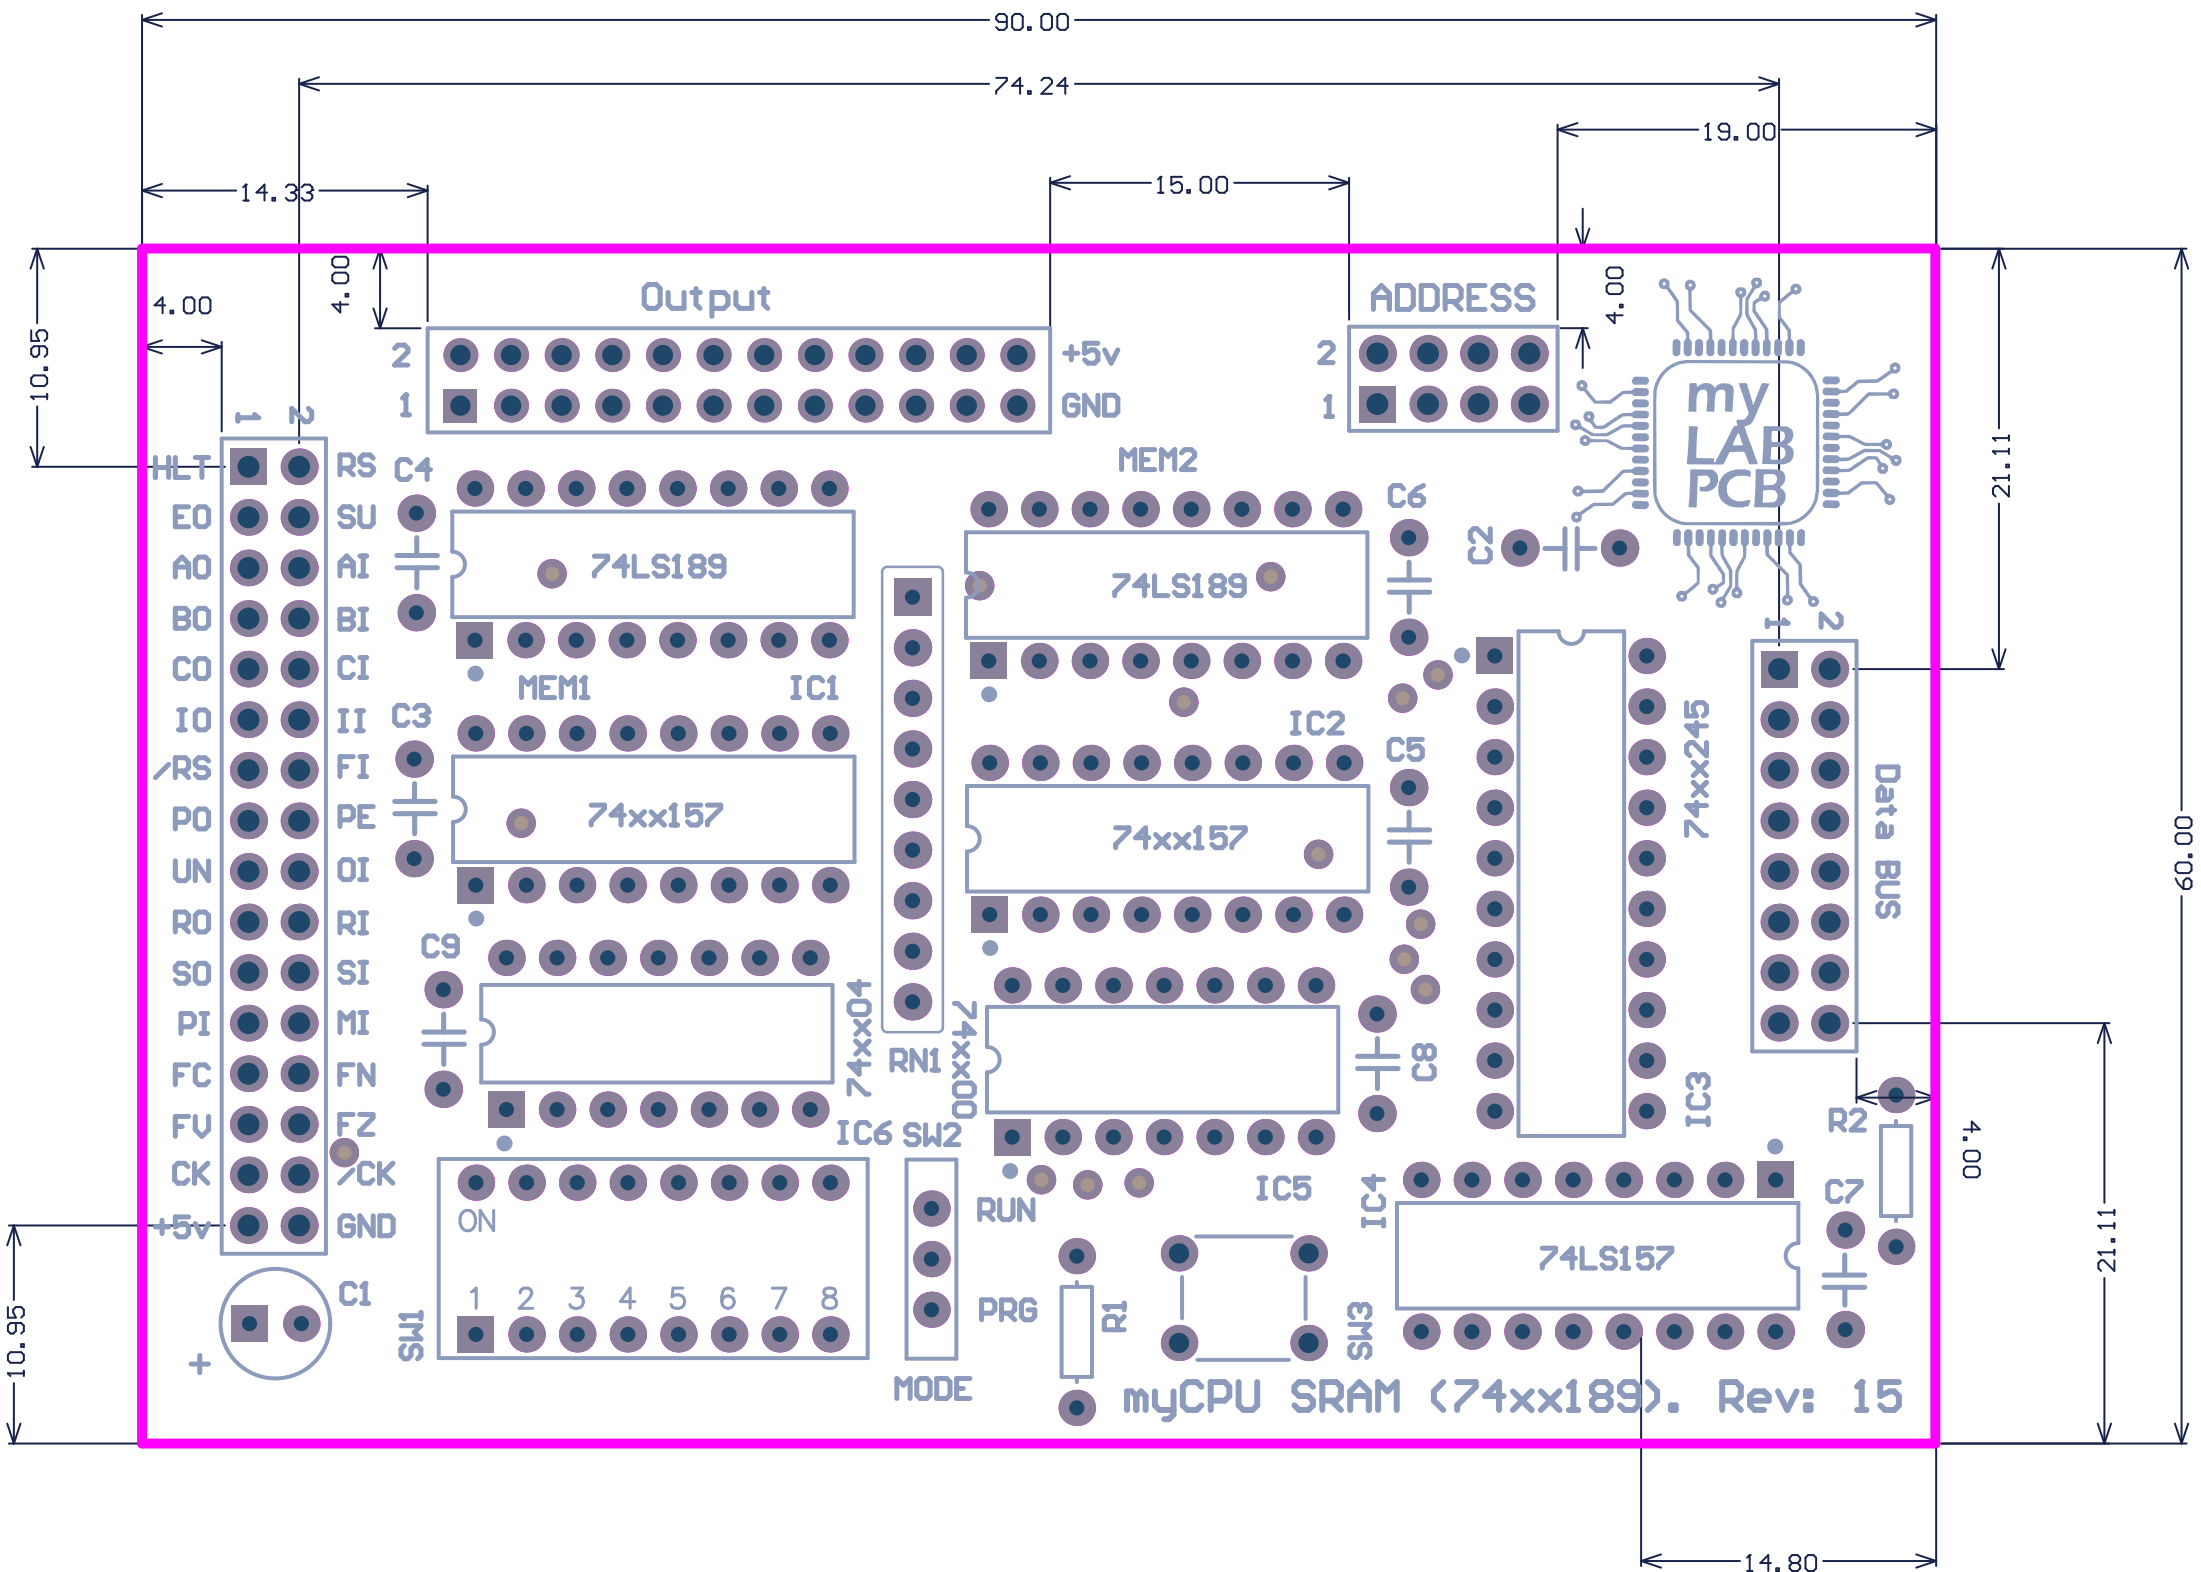 90.00
74.24
19.00
14.33
15.00
4.00
4.00
4.00
10.95
21.11
60.00
Output
ADDRESS
2
+5v
1
GND
2
1
my
LAB
PCB
1 2
HLT RS
EO SU
AO AI
BO BI
CO CI
IO II
/RS FI
PO PE
UN OI
RO RI
SO SI
PI MI
FC FN
FV FZ
CK /CK
+5v GND
C4
74LS189
MEM1
IC1
MEM2
74LS189
IC2
C6
C2
C3
74xx157
74xx157
C5
74xx245
IC3
1 2
Data BUS
C9
74xx04
IC6
RN1
74xx00
IC5
C8
R2
4.00
C7
C1
+
10.95
ON
1 2 3 4 5 6 7 8
SW1
SW2
RUN
PRG
MODE
R1
SW3
IC4
74LS157
21.11
myCPU SRAM (74xx189). Rev: 15
14.80